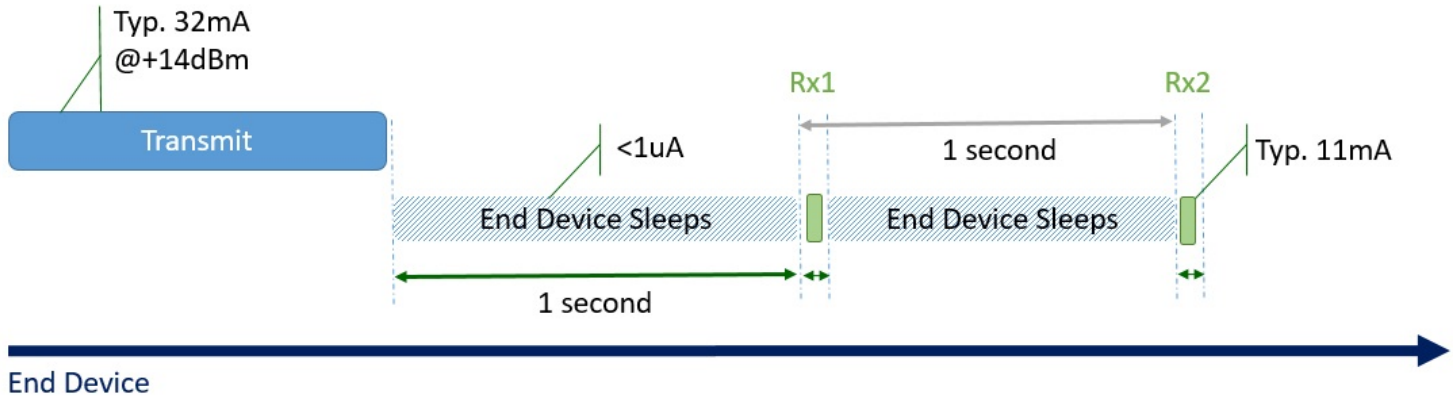 Typ. 32mA
@+14dBm
Rx1
Rx2
Transmit
<1uA
1 second
Typ. 11mA
End Device Sleeps
End Device Sleeps
1 second
End Device